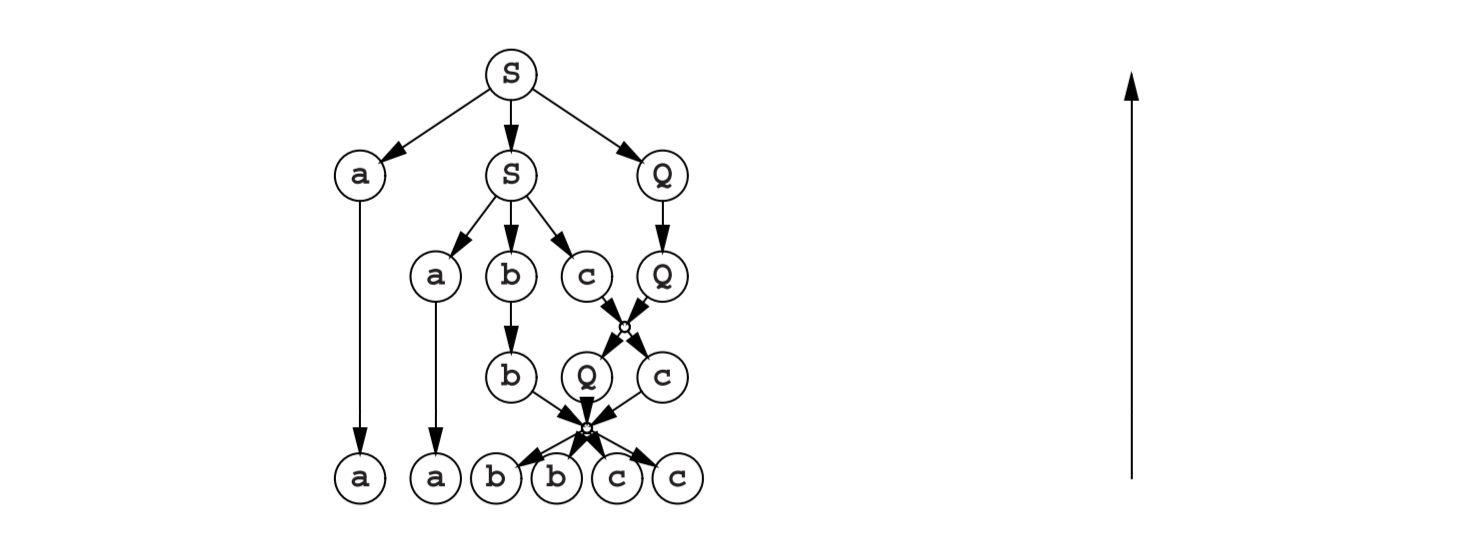 S
a S Q
a b c Q
b Q c
a a b b c c